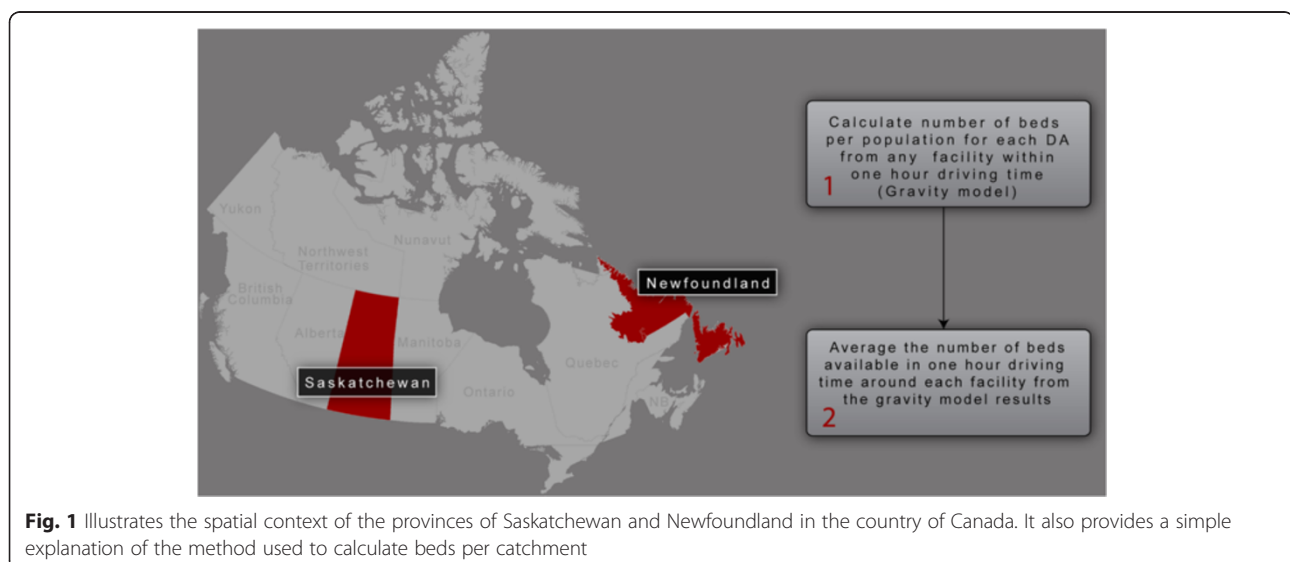 Yukon
Northwest
Territories
Nunavut
British
Columbia
Alberta
Manitoba
Saskatchewan
Ontario
Quebec
NB
Newfoundland
Calculate number of beds
per population for each DA
from any facility within
one hour driving time
(Gravity model)
1
Average the number of beds
available in one hour driving
time around each facility from
the gravity model results
2
Fig. 1 Illustrates the spatial context of the provinces of Saskatchewan and Newfoundland in the country of Canada. It also provides a simple
explanation of the method used to calculate beds per catchment